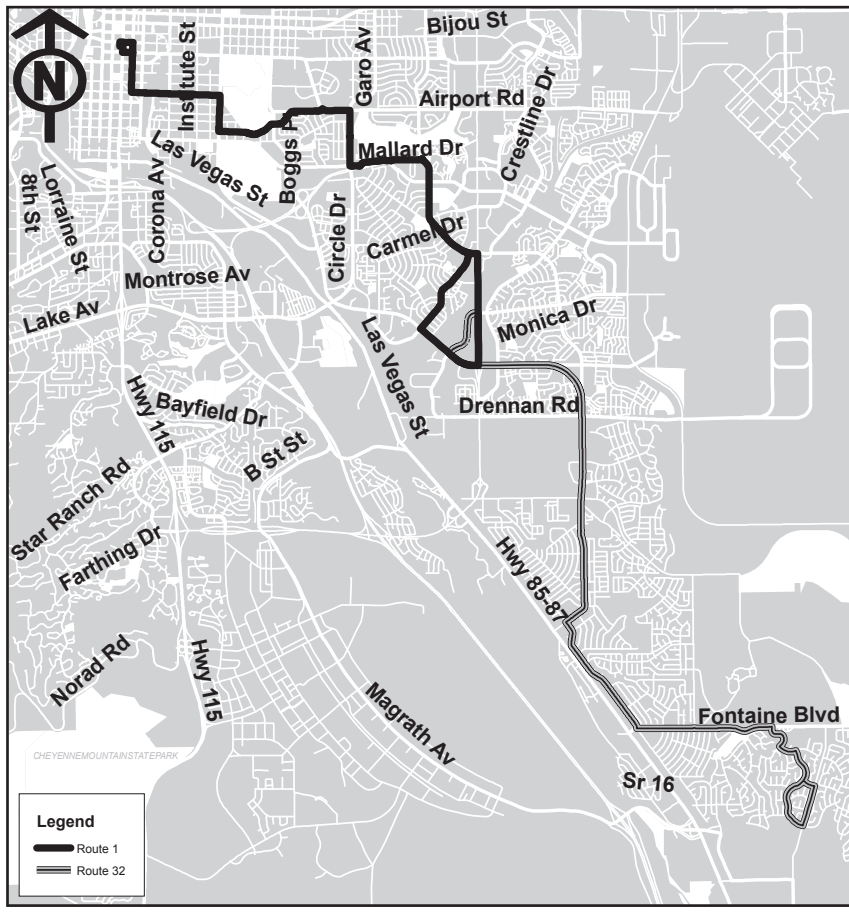 N
Bijou St
Institute St
Garo Av
Airport Rd
Crestline Dr
Boggs P
Mallard Dr
Las Vegas St
Lorraine St
8th St
Corona Av
Circle Dr
Carmel Dr
Montrose Av
Lake Av
Monica Dr
Las Vegas St
Hwy 115
Bayfield Dr
Drennan Rd
B St St
Star Ranch Rd
Farthing Dr
Hwy 85-87
Norad Rd
Hwy 115
Magrath Av
Fontaine Blvd
CHEYENNEMOUNTAINSTATEPARK
Sr 16
Legend
Route 1
Route 32